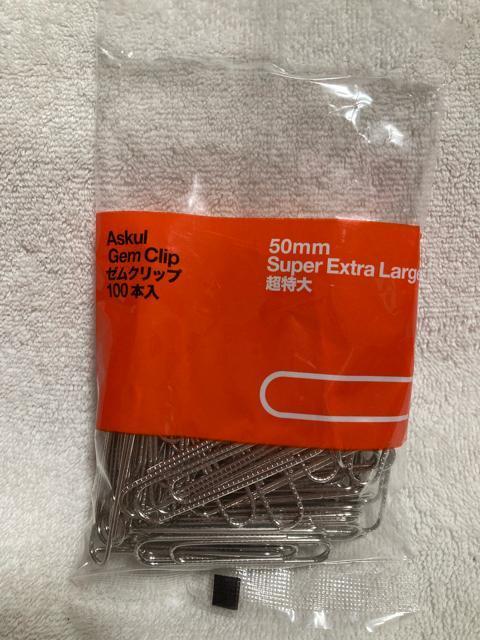 Askul
Gem Clip
ゼムクリップ
100本入
50mm
Super Extra Large
超特大